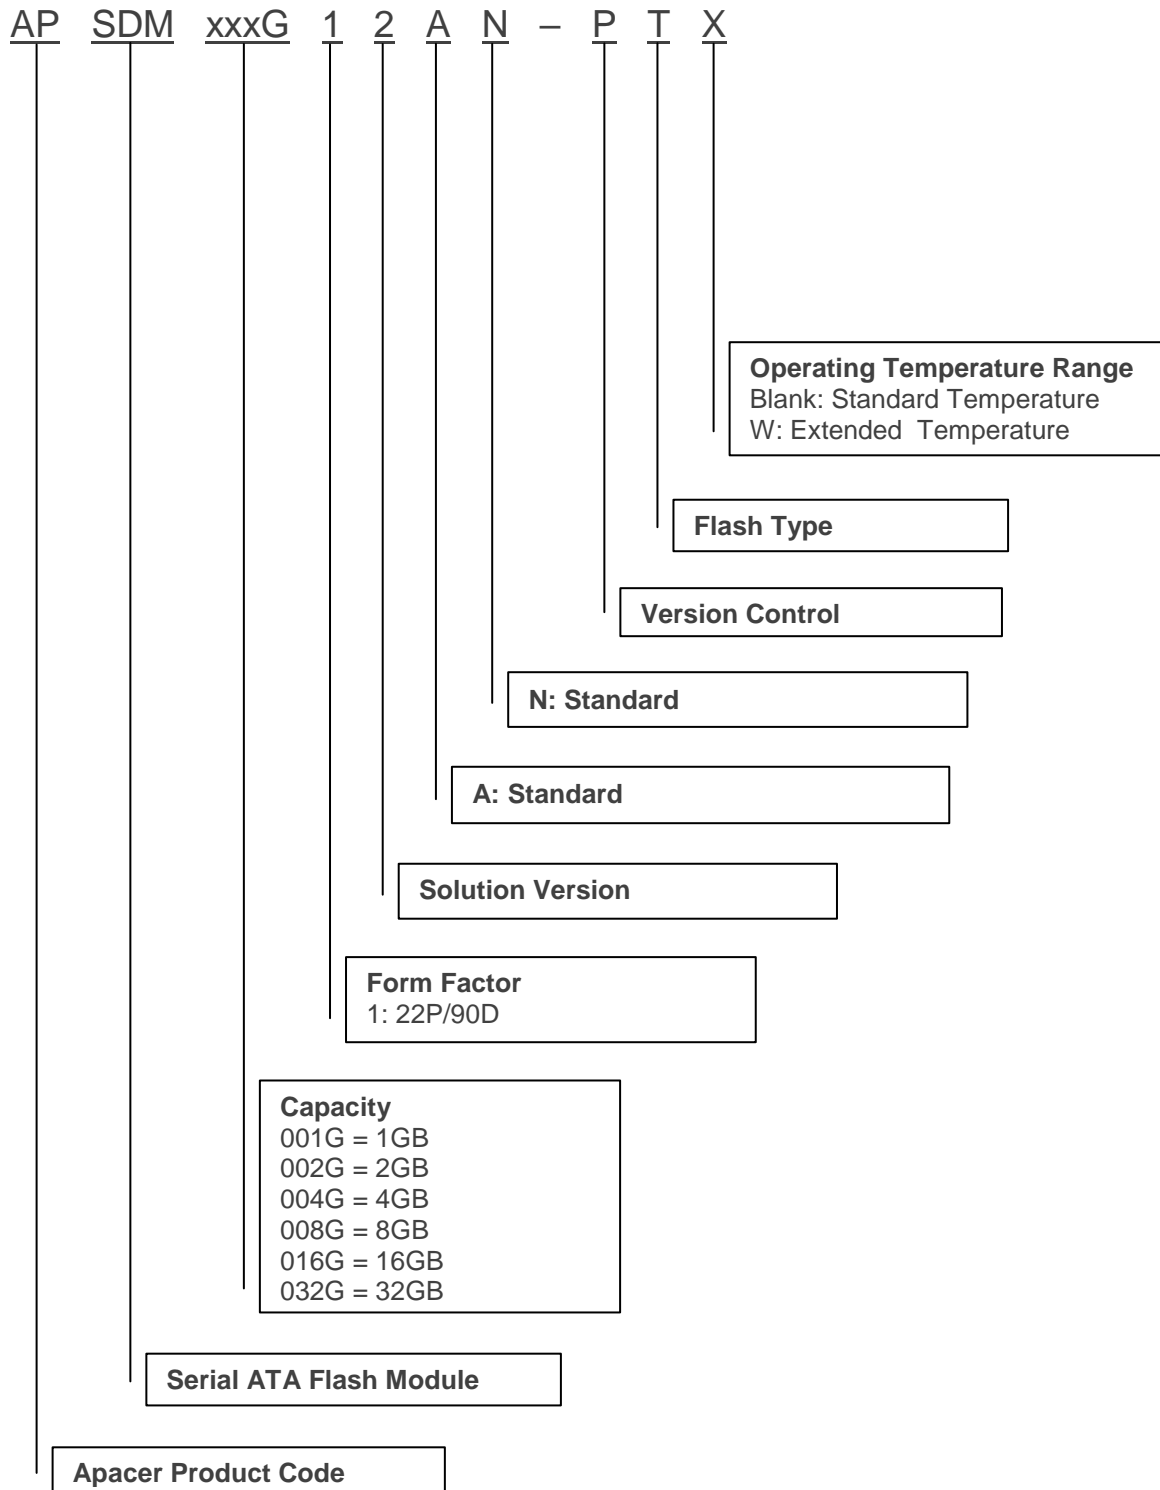 AP SDM xxxG 1 2 A N – P T X
Operating Temperature Range
Blank: Standard Temperature
W: Extended Temperature
Flash Type
Version Control
N: Standard
A: Standard
Solution Version
Form Factor
1: 22P/90D
Capacity
001G = 1GB
002G = 2GB
004G = 4GB
008G = 8GB
016G = 16GB
032G = 32GB
Serial ATA Flash Module
Apacer Product Code